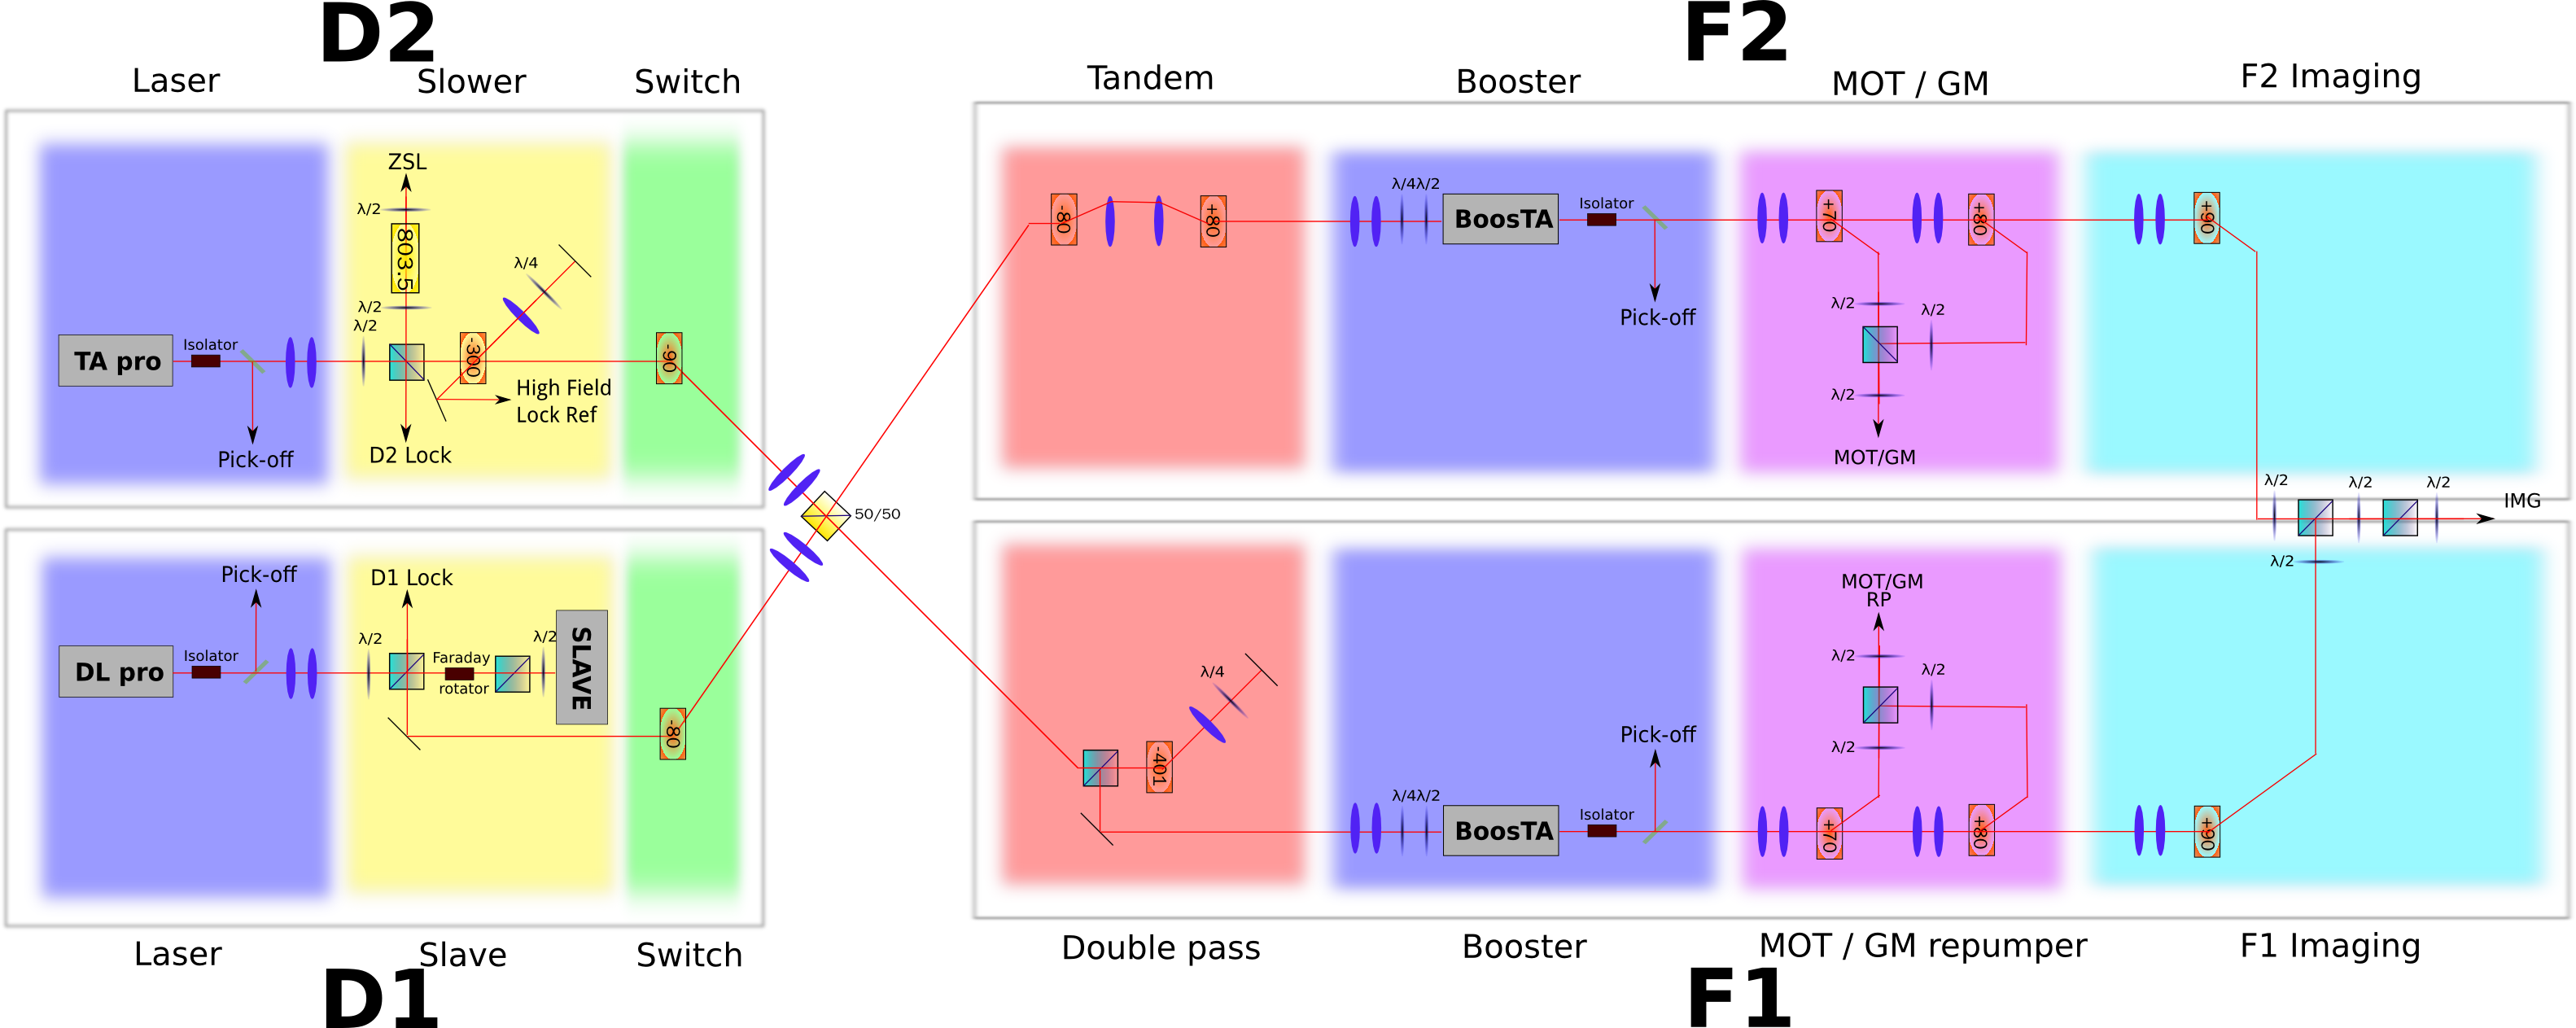 D2
F2
Laser
Slower
Switch
Tandem
Booster
MOT / GM
F2 Imaging
ZSL
λ/2
803.5
λ/2
λ/2
λ/4
TA pro
Isolator
-300
-90
High Field
Lock Ref
D2 Lock
Pick-off
-80
+80
λ/4λ/2
BoosTA
Isolator
Pick-off
+70
+80
λ/2
λ/2
λ/2
MOT/GM
+90
50/50
λ/2
λ/2
λ/2
IMG
λ/2
Pick-off
D1 Lock
DL pro
Isolator
λ/2
Faraday
rotator
λ/2
SLAVE
-80
λ/4
-401
λ/4λ/2
BoosTA
Isolator
Pick-off
MOT/GM
RP
λ/2
λ/2
λ/2
+70
+80
+90
Laser
Slave
Switch
Double pass
Booster
MOT / GM repumper
F1 Imaging
D1
F1